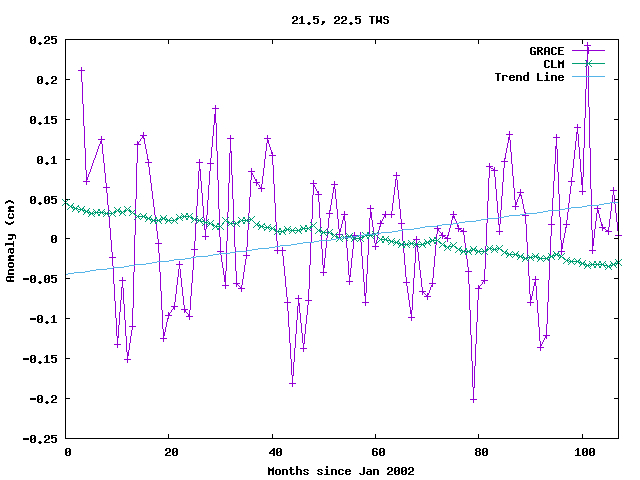 21.5, 22.5 TWS
GRACE
CLM
Trend Line
0.25
0.2
0.15
0.1
0.05
0
-0.05
-0.1
-0.15
-0.2
-0.25
Anomaly (cm)
0 20 40 60 80 100
Months since Jan 2002